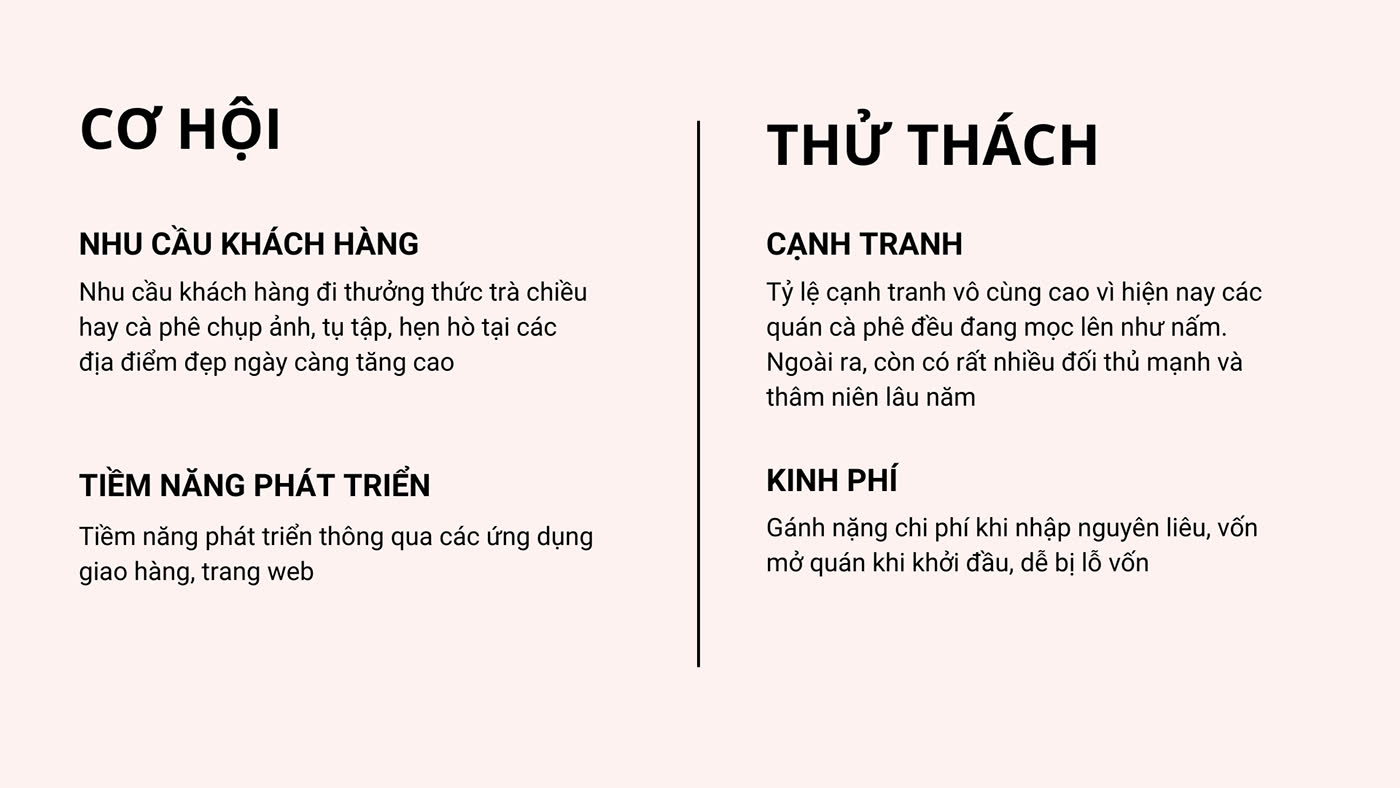 CƠ HỘI
NHU CẦU KHÁCH HÀNG
Nhu cầu khách hàng đi thưởng thức trà chiều
hay cà phê chụp ảnh, tụ tập, hẹn hò tại các
địa điểm đẹp ngày càng tăng cao
TIỀM NĂNG PHÁT TRIỂN
Tiềm năng phát triển thông qua các ứng dụng
giao hàng, trang web
THỬ THÁCH
CẠNH TRANH
Tỷ lệ cạnh tranh vô cùng cao vì hiện nay các
quán cà phê đều đang mọc lên như nấm.
Ngoài ra, còn có rất nhiều đối thủ mạnh và
thâm niên lâu năm
KINH PHÍ
Gánh nặng chi phí khi nhập nguyên liêu, vốn
mở quán khi khởi đầu, dễ bị lỗ vốn